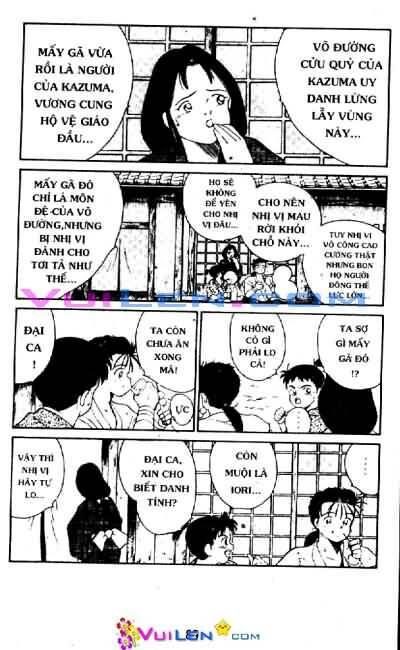 VÕ ĐƯỜNG
CỬU QUỶ CỦA
KAZUMA UY
DANH LỪNG
LẪY VÙNG
NÀY...
MẤY GÃ VỪA
RỒI LÀ NGƯỜI
CỦA KAZUMA,
VƯƠNG CUNG
HỘ VỆ GIÁO
ĐẦU...
TUY NHỊ VỊ
VÕ CÔNG CAO
CƯỜNG THẬT
NHƯNG BỌN
HỌ NGƯỜI
ĐÔNG THẾ
LỰC LỚN.
CHO NÊN
NHỊ VỊ MAU
RỜI KHỎI
CHỖ NÀY...
HỌ SẼ
KHÔNG
ĐỂ YÊN
CHO NHỊ
VỊ ĐÂU...
MẤY GÃ ĐÓ
CHỈ LÀ MÔN
ĐỆ CỦA VÕ
ĐƯỜNG,NHƯNG
BỊ NHỊ VỊ
ĐÁNH CHO
TƠI TẢ NHƯ
THẾ...
VUILEN.COM
TA SỢ
GÌ MẤY
GÃ ĐÓ
!?
KHÔNG
CÓ GÌ
PHẢI LO
CẢ!
TA CÒN
CHƯA ĂN
XONG
MÀ!
ỰC
ĐẠI
CA
!
......
CÒN
MUỘI LÀ
IORI...
ĐẠI CA,
XIN CHO
BIẾT DANH
TÍNH?
VẬY THÌ
NHỊ VỊ
HÃY TỰ
LO...
VUILEN.COM